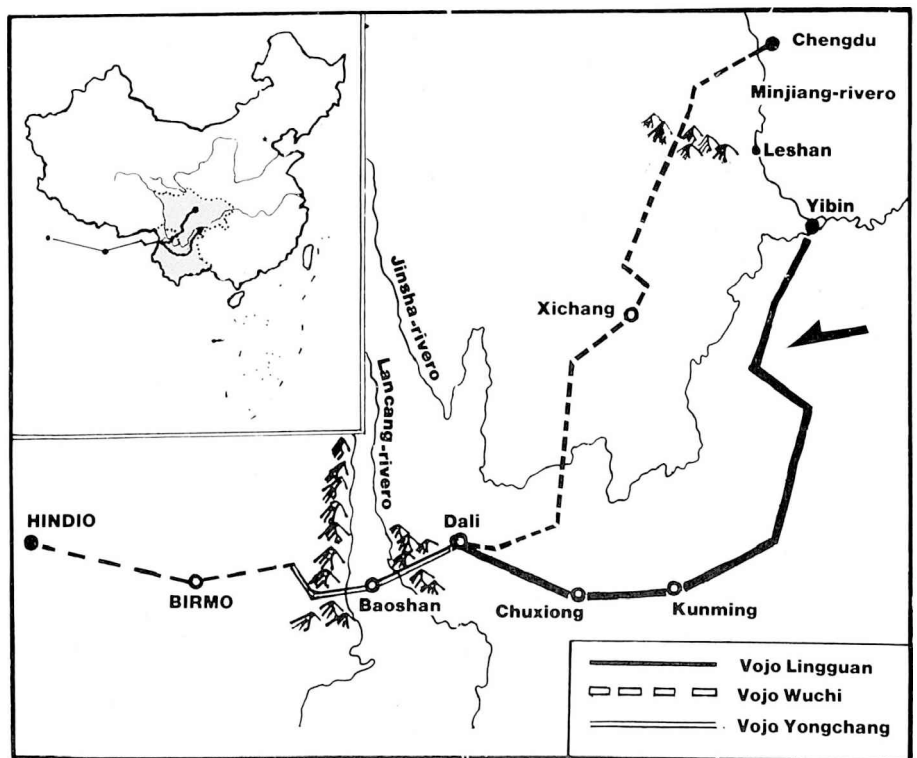 Chengdu
Minjiang-rivero
Leshan
Yibin
Jinsha-rivero
Xichang
Lancang-rivero
HINDIO
BIRMO
Baoshan
Dali
Chuxiong
Kunming
Vojo Lingguan
Vojo Wuchi
Vojo Yongchang